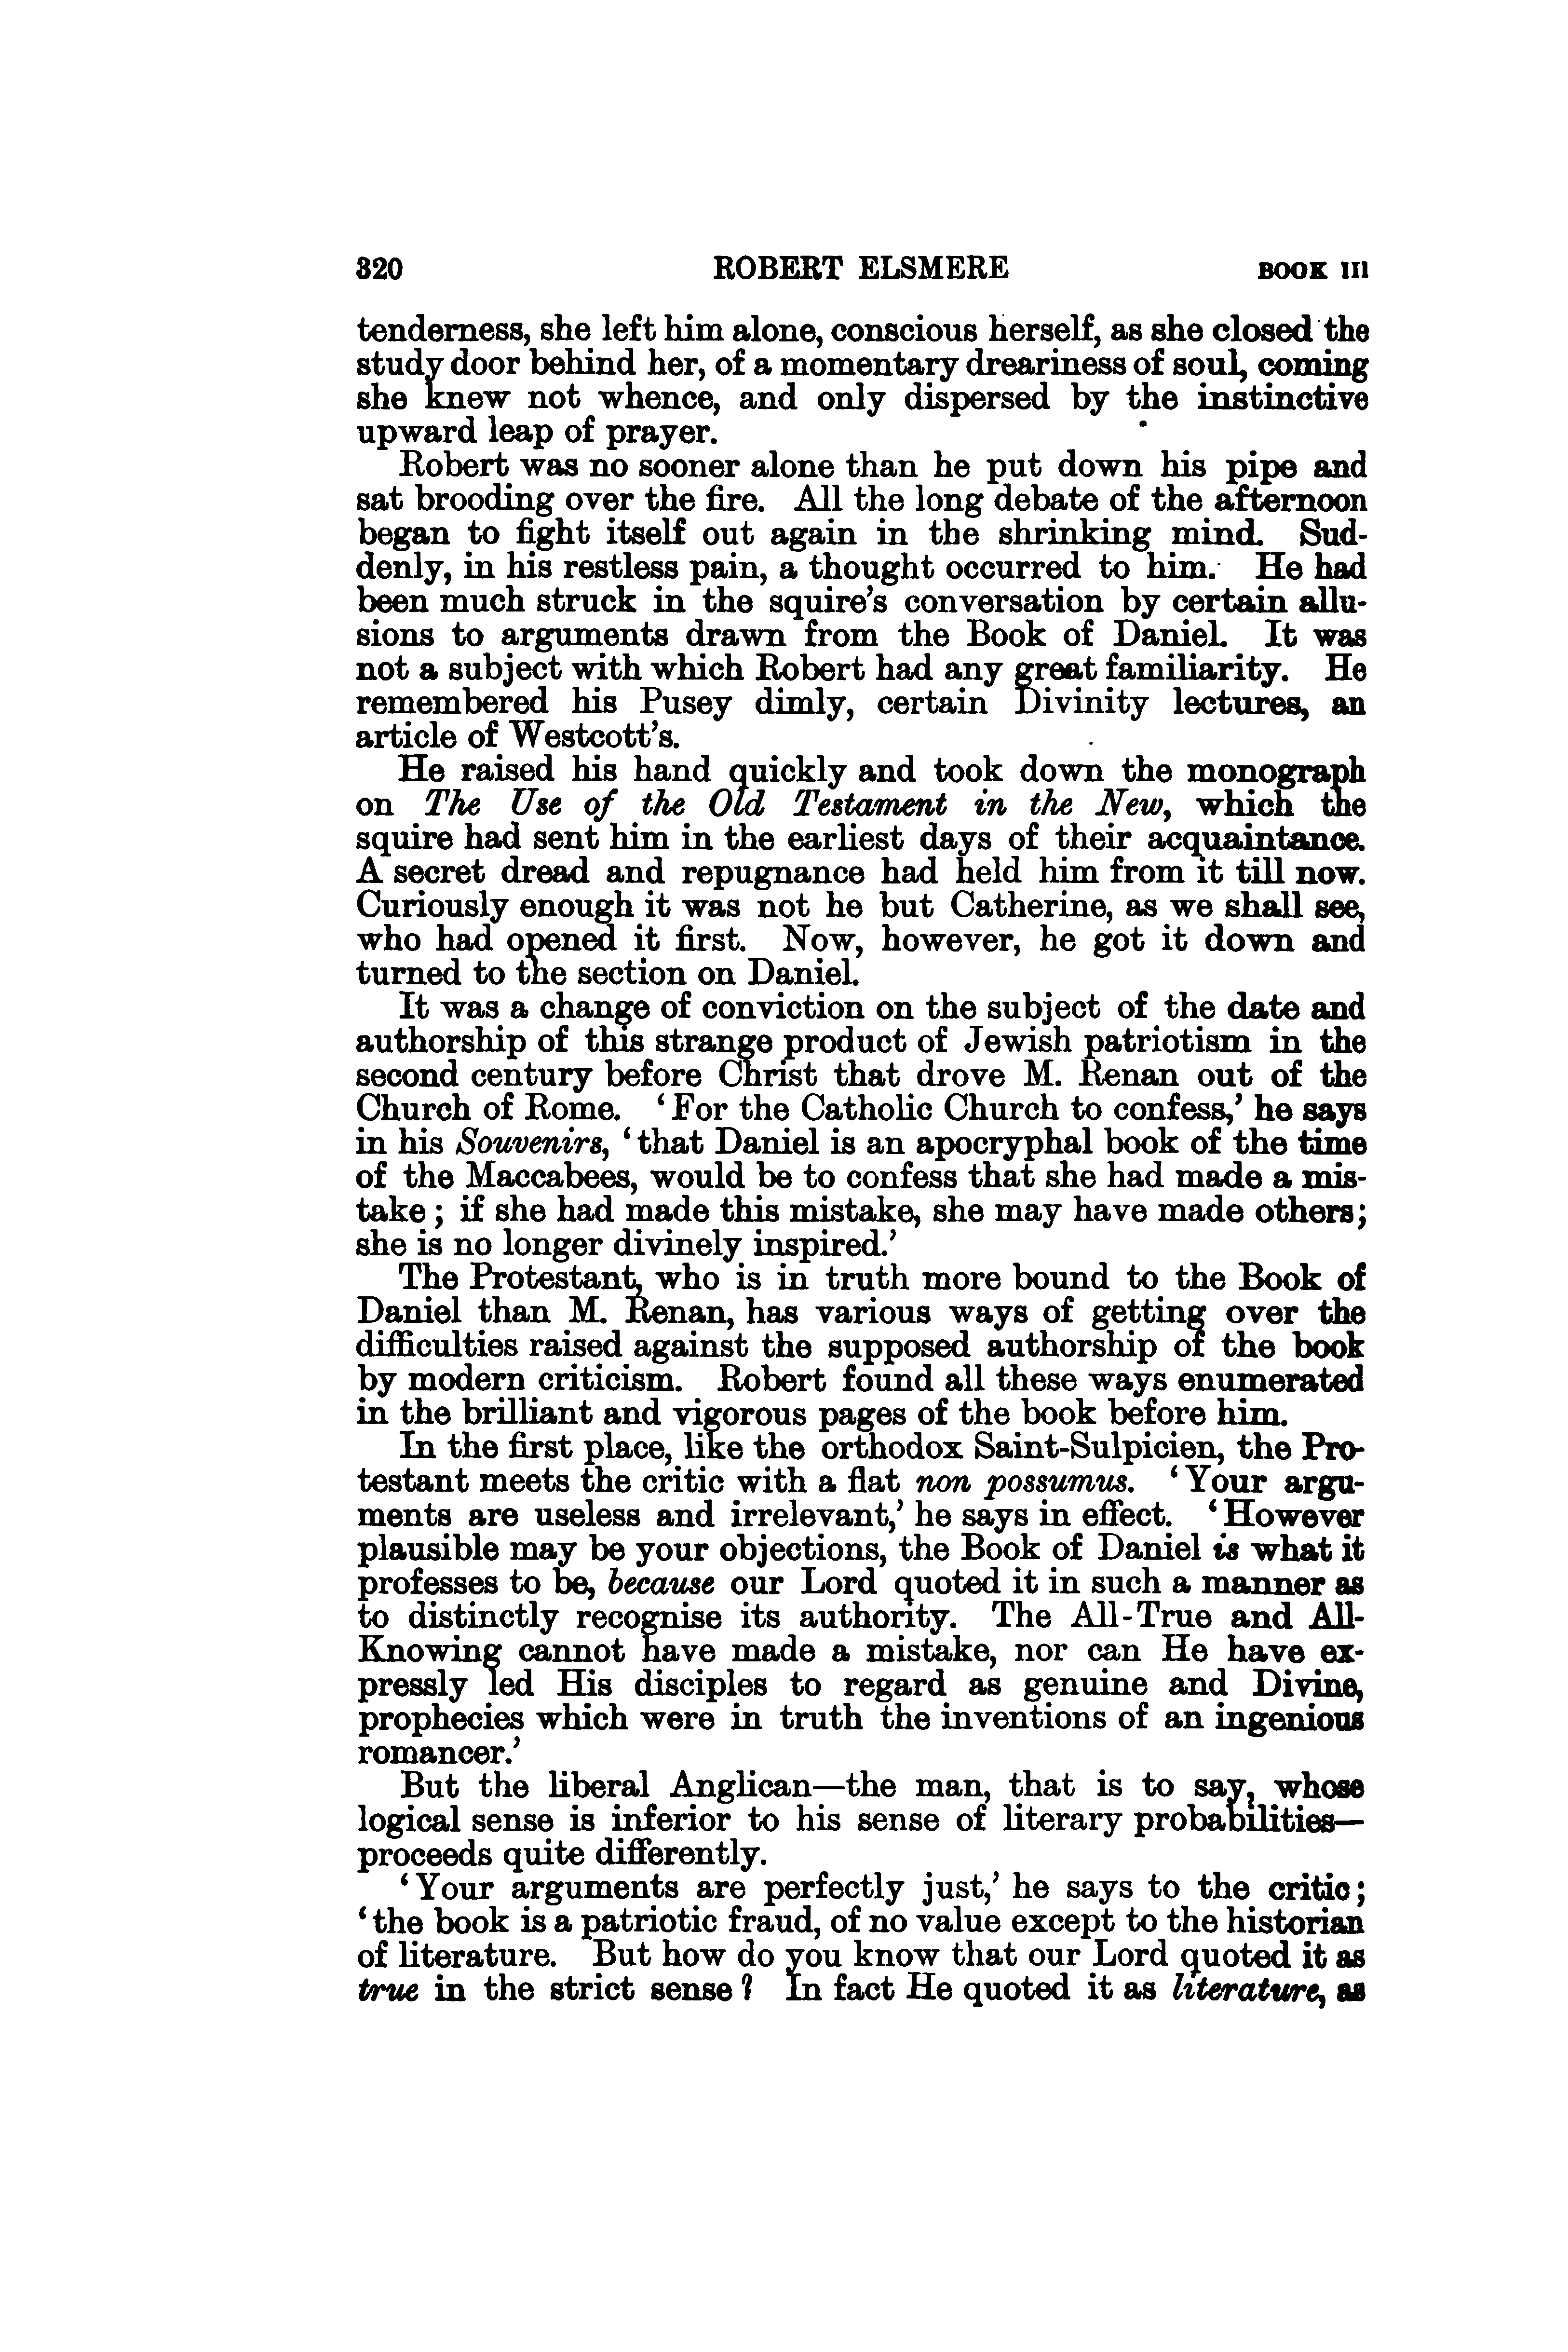 320 ROBERT ELSMERE BOOK III
tenderness, she left him alone, conscious herself, as she closed the
study door behind her, of a momentary dreariness of soul, coming
she knew not whence, and only dispersed by the instinctive
upward leap of prayer.
Robert was no sooner alone than he put down his pipe and
sat brooding over the fire. All the long debate of the afternoon
began to fight itself out again in the shrinking mind. Sud-
denly, in his restless pain, a thought occurred to him. He had
been much struck in the squire's conversation by certain allu-
sions to arguments drawn from the Book of Daniel. It was
not a subject with which Robert had any great familiarity. He
remembered his Pusey dimly, certain Divinity lectures, an
article of Westcott's.
He raised his hand quickly and took down the monograph
on The Use of the Old Testament in the New, which the
squire had sent him in the earliest days of their acquaintance.
A secret dread and repugnance had held him from it till now.
Curiously enough it was not he but Catherine, as we shall see,
who had opened it first. Now, however, he got it down and
turned to the section on Daniel.
It was a change of conviction on the subject of the date and
authorship of this strange product of Jewish patriotism in the
second century before Christ that drove M. Renan out of the
Church of Rome. 'For the Catholic Church to confess,' he says
in his Souvenirs, 'that Daniel is an apocryphal book of the time
of the Maccabees, would be to confess that she had made a mis-
take; if she had made this mistake, she may have made others;
she is no longer divinely inspired.'
The Protestant, who is in truth more bound to the Book of
Daniel than M. Renan, has various ways of getting over the
difficulties raised against the supposed authorship of the book
by modern criticism. Robert found all these ways enumerated
in the brilliant and vigorous pages of the book before him.
In the first place, like the orthodox Saint-Sulpicien, the Pro-
testant meets the critic with a flat non possumus. 'Your argu-
ments are useless and irrelevant,' he says in effect. 'However
plausible may be your objections, the Book of Daniel is what it
professes to be, because our Lord quoted it in such a manner as
to distinctly recognise its authority. The All-True and All-
Knowing cannot have made a mistake, nor can He have ex-
pressly led His disciples to regard as genuine and Divine,
prophecies which were in truth the inventions of an ingenious
romancer.'
But the liberal Anglican—the man, that is to say, whose
logical sense is inferior to his sense of literary probabilities—
proceeds quite differently.
'Your arguments are perfectly just,' he says to the critic;
'the book is a patriotic fraud, of no value except to the historian
of literature. But how do you know that our Lord quoted it as
true in the strict sense? In fact He quoted it as literature, as